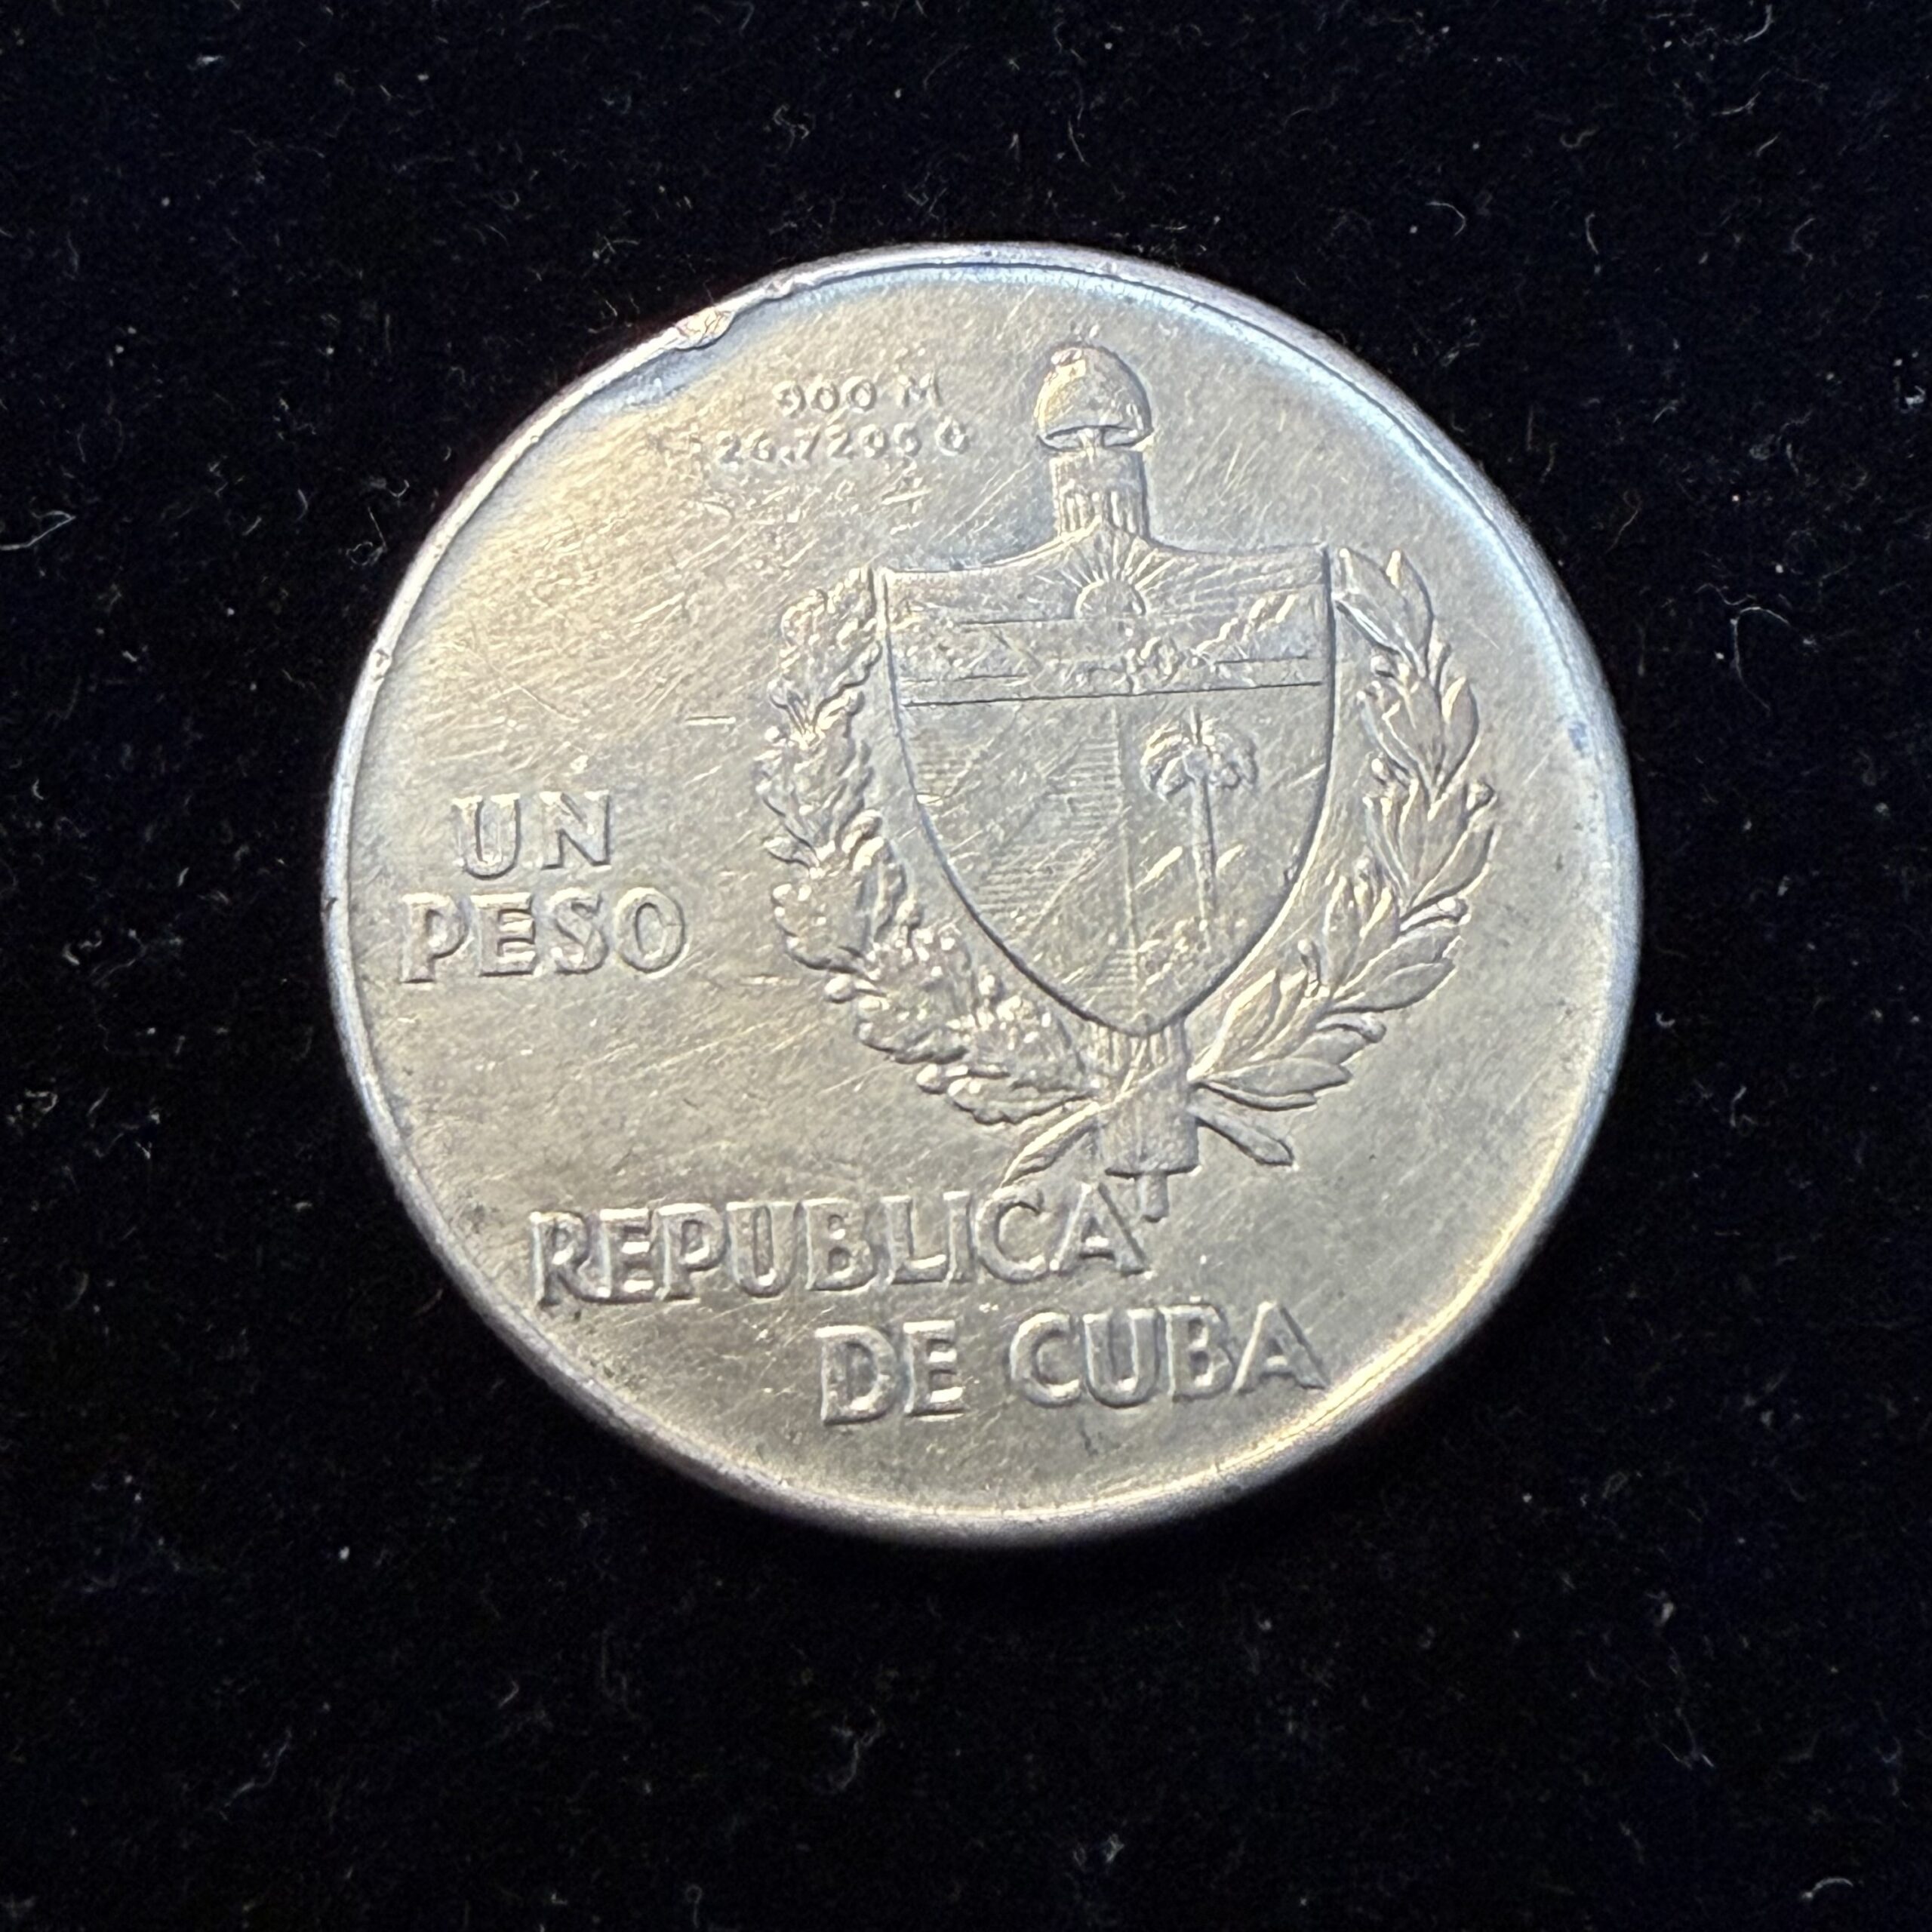 900 M
26.7295 G
UN
PESO
REPUBLICA
DE CUBA